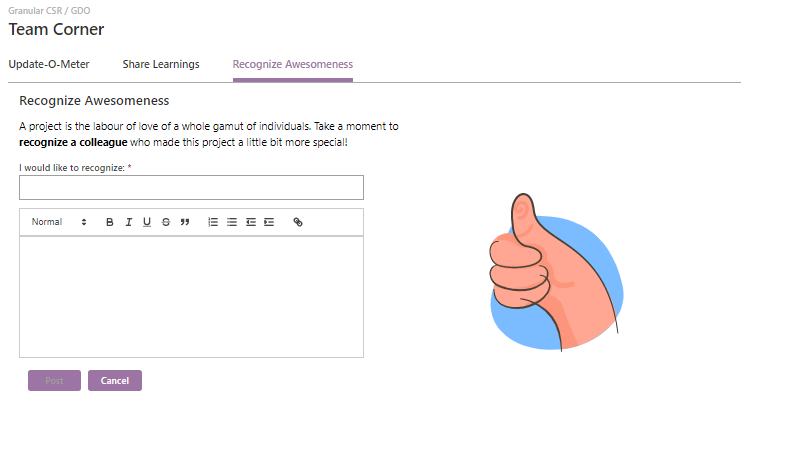 Granular CSR / GDO
Team Corner
Update-O-Meter Share Learnings Recognize Awesomeness
Recognize Awesomeness
A project is the labour of love of a whole gamut of individuals. Take a moment to
recognize a colleague who made this project a little bit more special!
I would like to recognize: *
Normal B I U S
Post Cancel